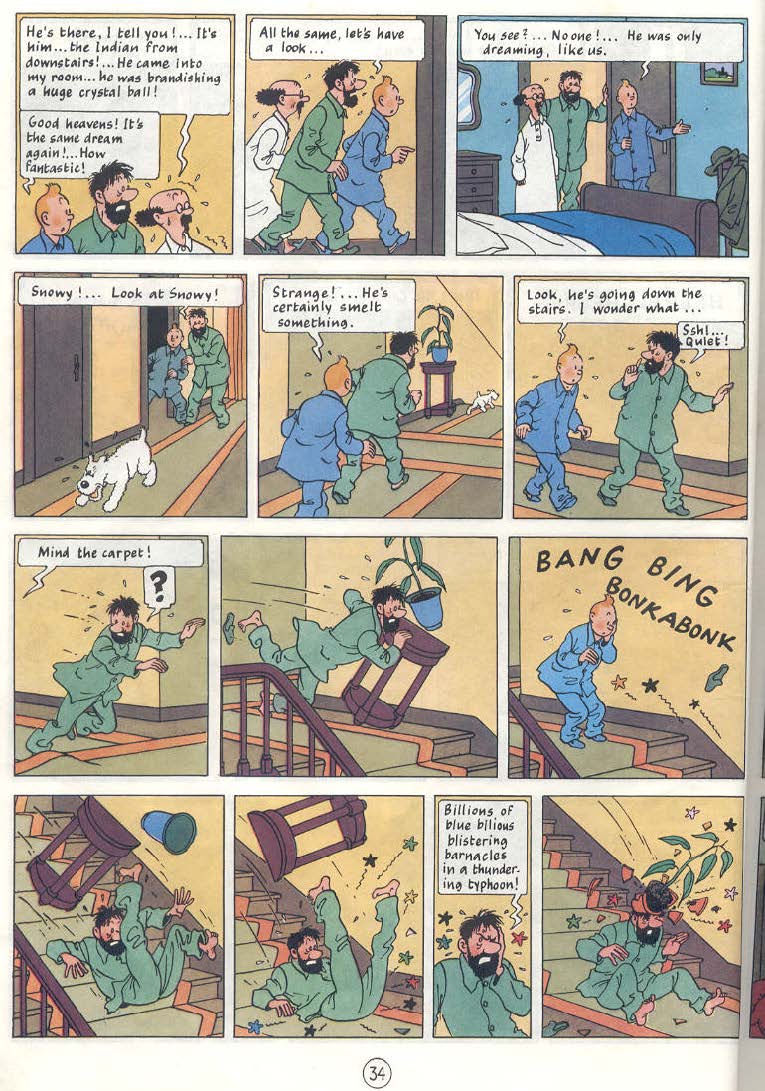 He's there, I tell you!... It's
him... the Indian from
downstairs!... He came into
my room... he was brandishing
a huge crystal ball!
Good heavens! It's
the same dream
again!... How
fantastic!
All the same, let's have
a look...
You see?... No one!... He was only
dreaming, like us.
Snowy!... Look at Snowy!
Strange!... He's
certainly smelt
something.
Look, he's going down the
stairs. I wonder what...
Ssh!...
Quiet!
Mind the carpet!
?
BANG BING
BONKABONK
Billions of
blue bilious
blistering
barnacles
in a thunder-
ing typhoon!
34